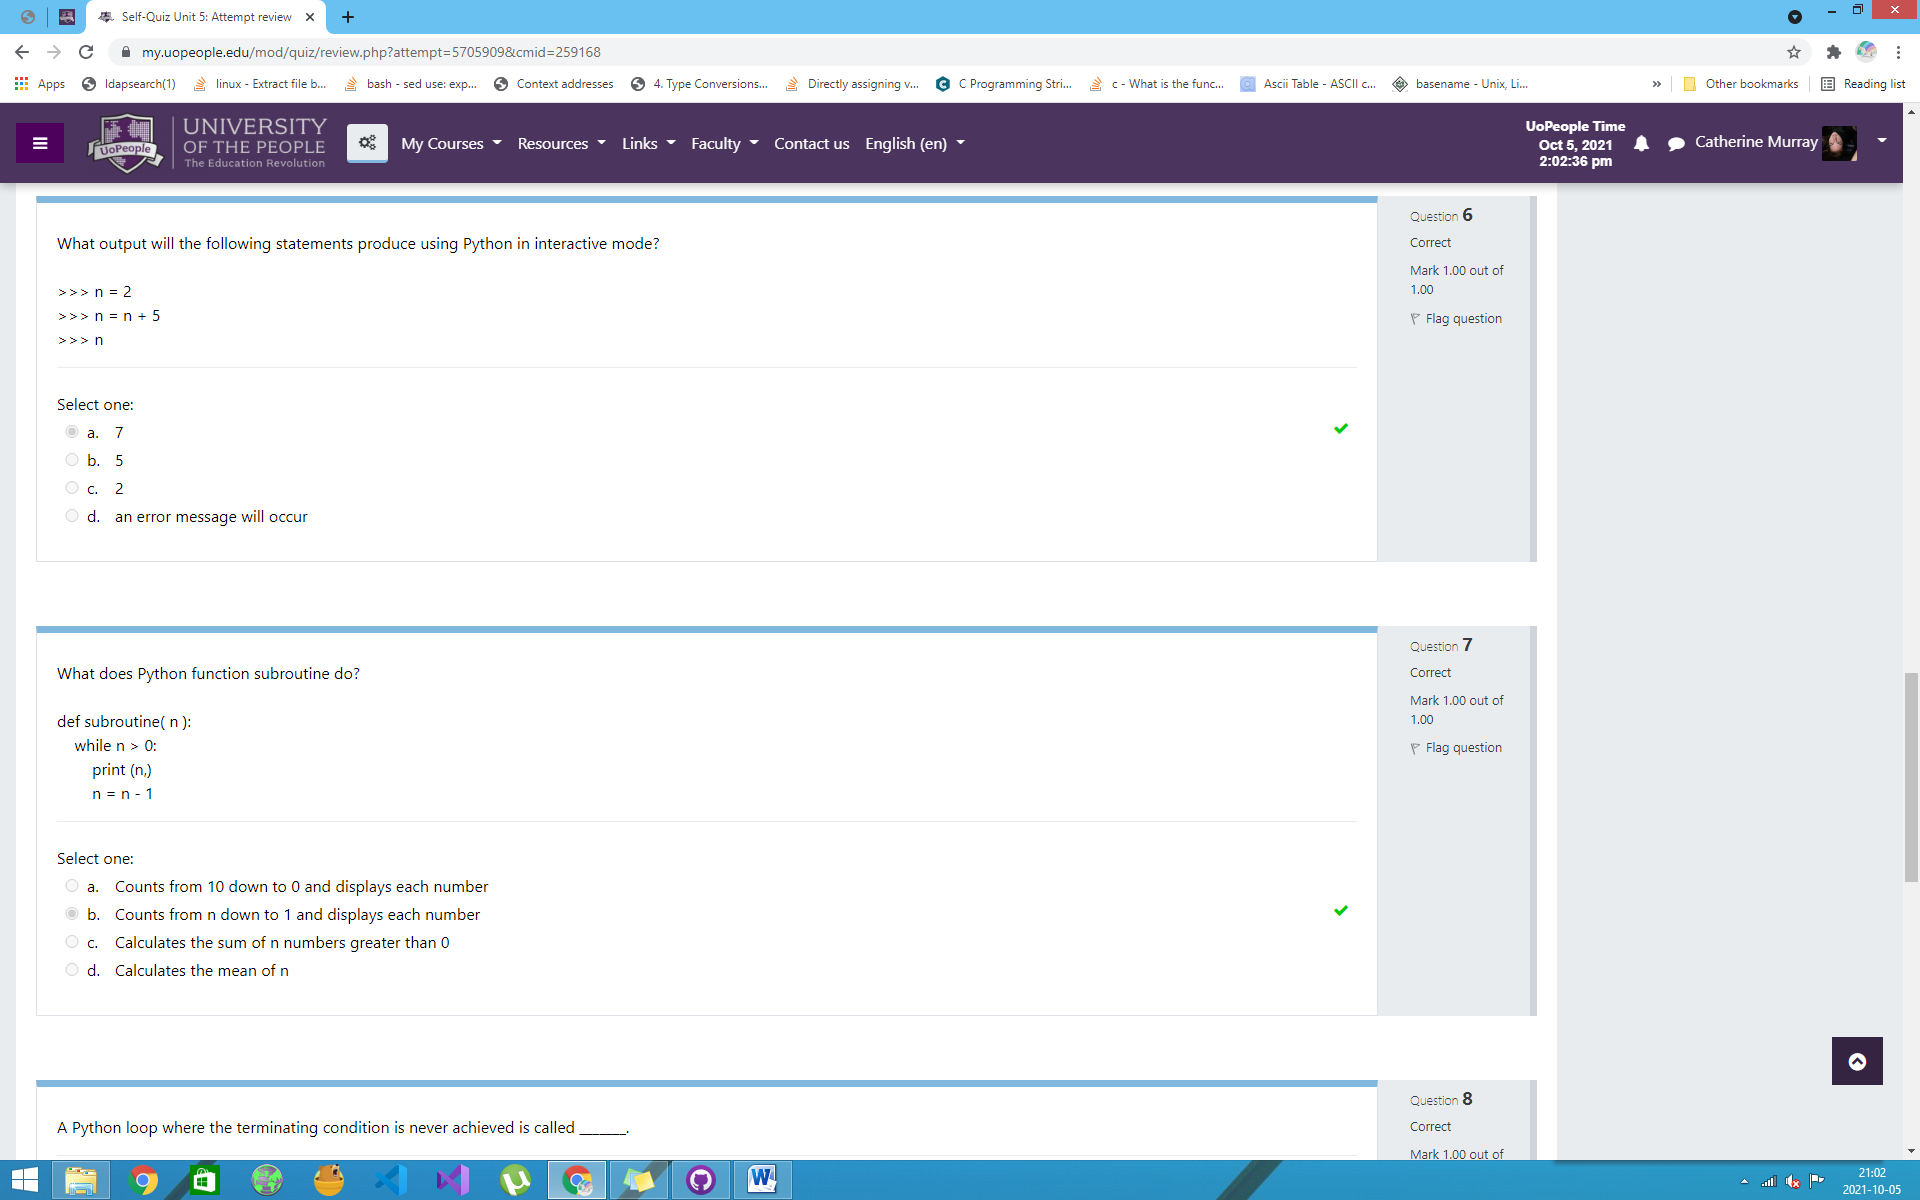 Self-Quiz Unit 5: Attempt review
my.uopeople.edu/mod/quiz/review.php?attempt=5705909&cmid=259168
Apps
ldapsearch(1)
linux - Extract file b...
bash - sed use: exp...
Context addresses
4. Type Conversions...
Directly assigning v...
C Programming Stri...
c - What is the func...
Ascii Table - ASCII c...
basename - Unix, Li...
»
Other bookmarks
Reading list
UoPeople
UNIVERSITY
OF THE PEOPLE
The Education Revolution
My Courses
Resources
Links
Faculty
Contact us
English (en)
UoPeople Time
Oct 5, 2021
2:02:36 pm
Catherine Murray
What output will the following statements produce using Python in interactive mode?
>>> n = 2
>>> n = n + 5
>>> n
Select one:
a. 7
b. 5
c. 2
d. an error message will occur
Question 6
Correct
Mark 1.00 out of
1.00
Flag question
What does Python function subroutine do?
def subroutine( n ):
while n > 0:
print (n,)
n = n - 1
Select one:
a. Counts from 10 down to 0 and displays each number
b. Counts from n down to 1 and displays each number
c. Calculates the sum of n numbers greater than 0
d. Calculates the mean of n
Question 7
Correct
Mark 1.00 out of
1.00
Flag question
A Python loop where the terminating condition is never achieved is called _______.
Question 8
Correct
Mark 1.00 out of
21:02
2021-10-05